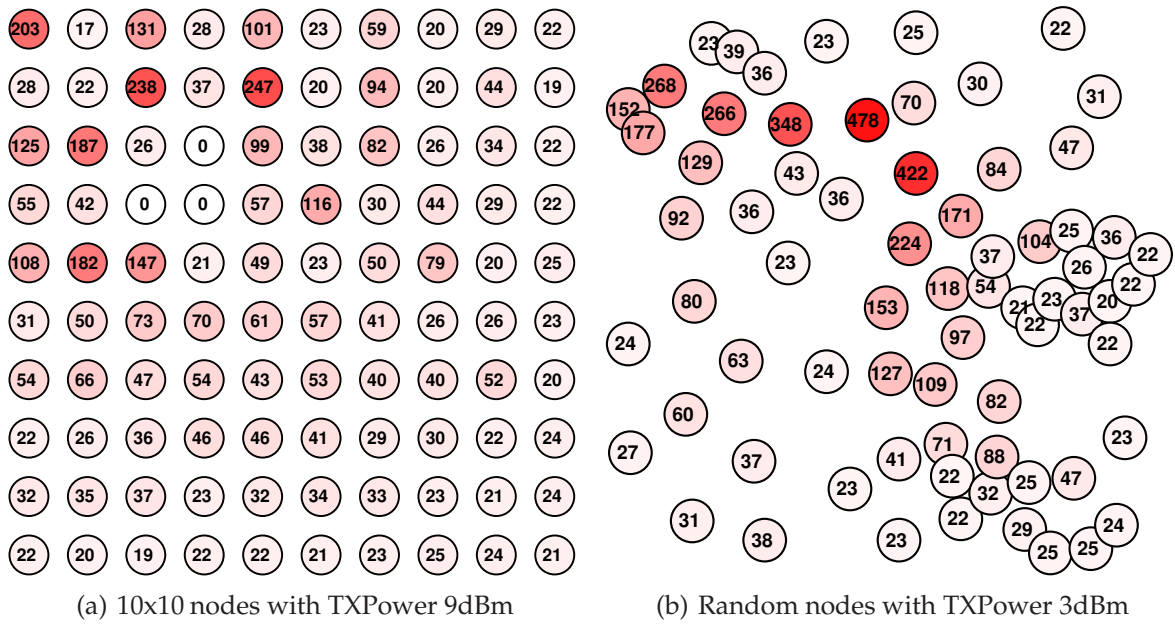 203 17 131 28 101 23 59 20 29 22
28 22 238 37 247 20 94 20 44 19
125 187 26 0 99 38 82 26 34 22
55 42 0 0 57 116 30 44 29 22
108 182 147 21 49 23 50 79 20 25
31 50 73 70 61 57 41 26 26 23
54 66 47 54 43 53 40 40 52 20
22 26 36 46 46 41 29 30 22 24
32 35 37 23 32 34 33 23 21 24
22 20 19 22 22 21 23 25 24 21
(a) 10x10 nodes with TXPower 9dBm
23 39 23 25 22
268 36 30
152 266 348 478 70 31
177
129 43 422 84 47
92 36 36 171
23 224 37 104 25 36 22
26
80 153 118 54 21 23 37 20 22
22
24 97 22
63 24 127 109
60 82
27 37 41 71 88 23
23 22 32 25 47
31 22 29 24
38 23 25 25
(b) Random nodes with TXPower 3dBm